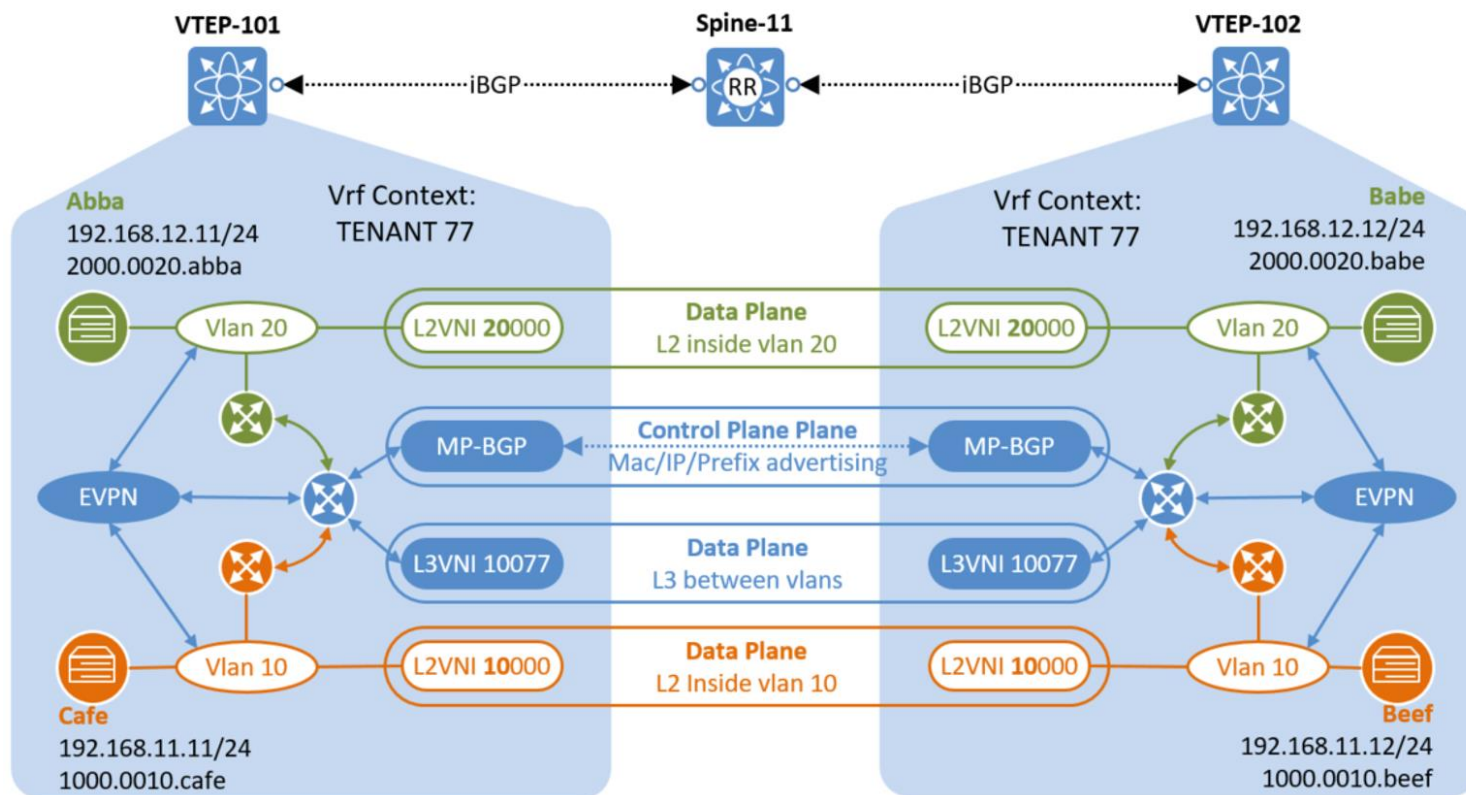 VTEP-101
Spine-11
VTEP-102
iBGP
RR
iBGP
Vrf Context:
TENANT 77
Vrf Context:
TENANT 77
Abba
192.168.12.11/24
2000.0020.abba
Babe
192.168.12.12/24
2000.0020.babe
Vlan 20
L2VNI 20000
Data Plane
L2 inside vlan 20
L2VNI 20000
Vlan 20
MP-BGP
Control Plane Plane
Mac/IP/Prefix advertising
MP-BGP
EVPN
EVPN
L3VNI 10077
Data Plane
L3 between vlans
L3VNI 10077
Vlan 10
L2VNI 10000
Data Plane
L2 Inside vlan 10
L2VNI 10000
Vlan 10
Cafe
192.168.11.11/24
1000.0010.cafe
Beef
192.168.11.12/24
1000.0010.beef